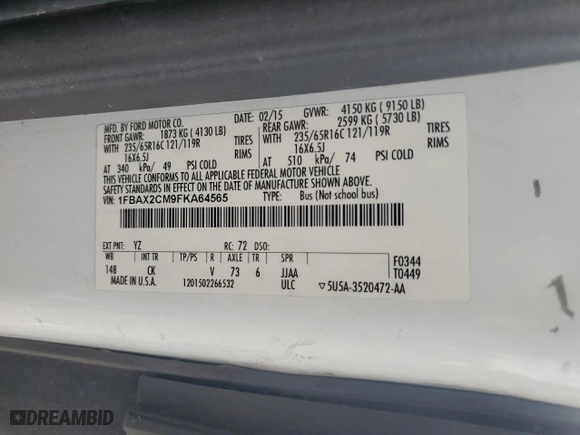 MFD. BY FORD MOTOR CO. DATE: 02/15 GVWR: 4150 KG ( 9150 LB)
FRONT GAWR: 1873 KG ( 4130 LB) REAR GAWR: 2599 KG ( 5730 LB)
WITH 235/65R16C 121/119R TIRES WITH 235/65R16C 121/119R TIRES
16X6.5J RIMS 16X6.5J RIMS
AT 340 kPa/ 49 PSI COLD AT 510 kPa/ 74 PSI COLD
THIS VEHICLE CONFORMS TO ALL APPLICABLE FEDERAL MOTOR VEHICLE
SAFETY STANDARDS IN EFFECT ON THE DATE OF MANUFACTURE SHOWN ABOVE.
VIN: 1FBAX2CM9FKA64565 TYPE: Bus (Not school bus)
EXT PNT: YZ RC: 72 DSO:
WB INT TR TP/PS R AXLE TR SPR F0344
148 CK V 73 6 JJAA T0449
MADE IN U.S.A. 1201502266532 ULC ▽5U5A-3520472-AA
DREAMBID